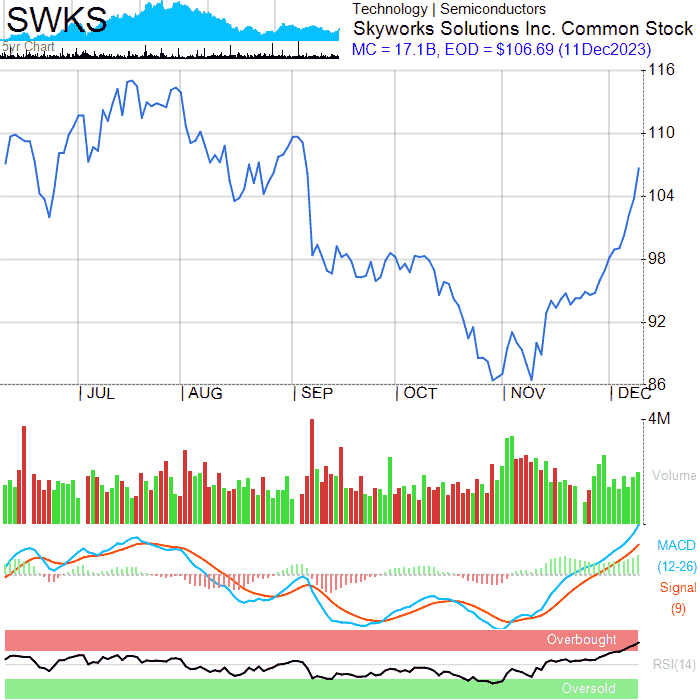 SWKS
5yr Chart
Technology | Semiconductors
Skyworks Solutions Inc. Common Stock
MC = 17.1B, EOD = $106.69 (11Dec2023)
116
110
104
98
92
86
| JUL | AUG | SEP | OCT | NOV | DEC
4M
Volume
MACD
(12-26)
Signal
(9)
Overbought
RSI(14)
Oversold